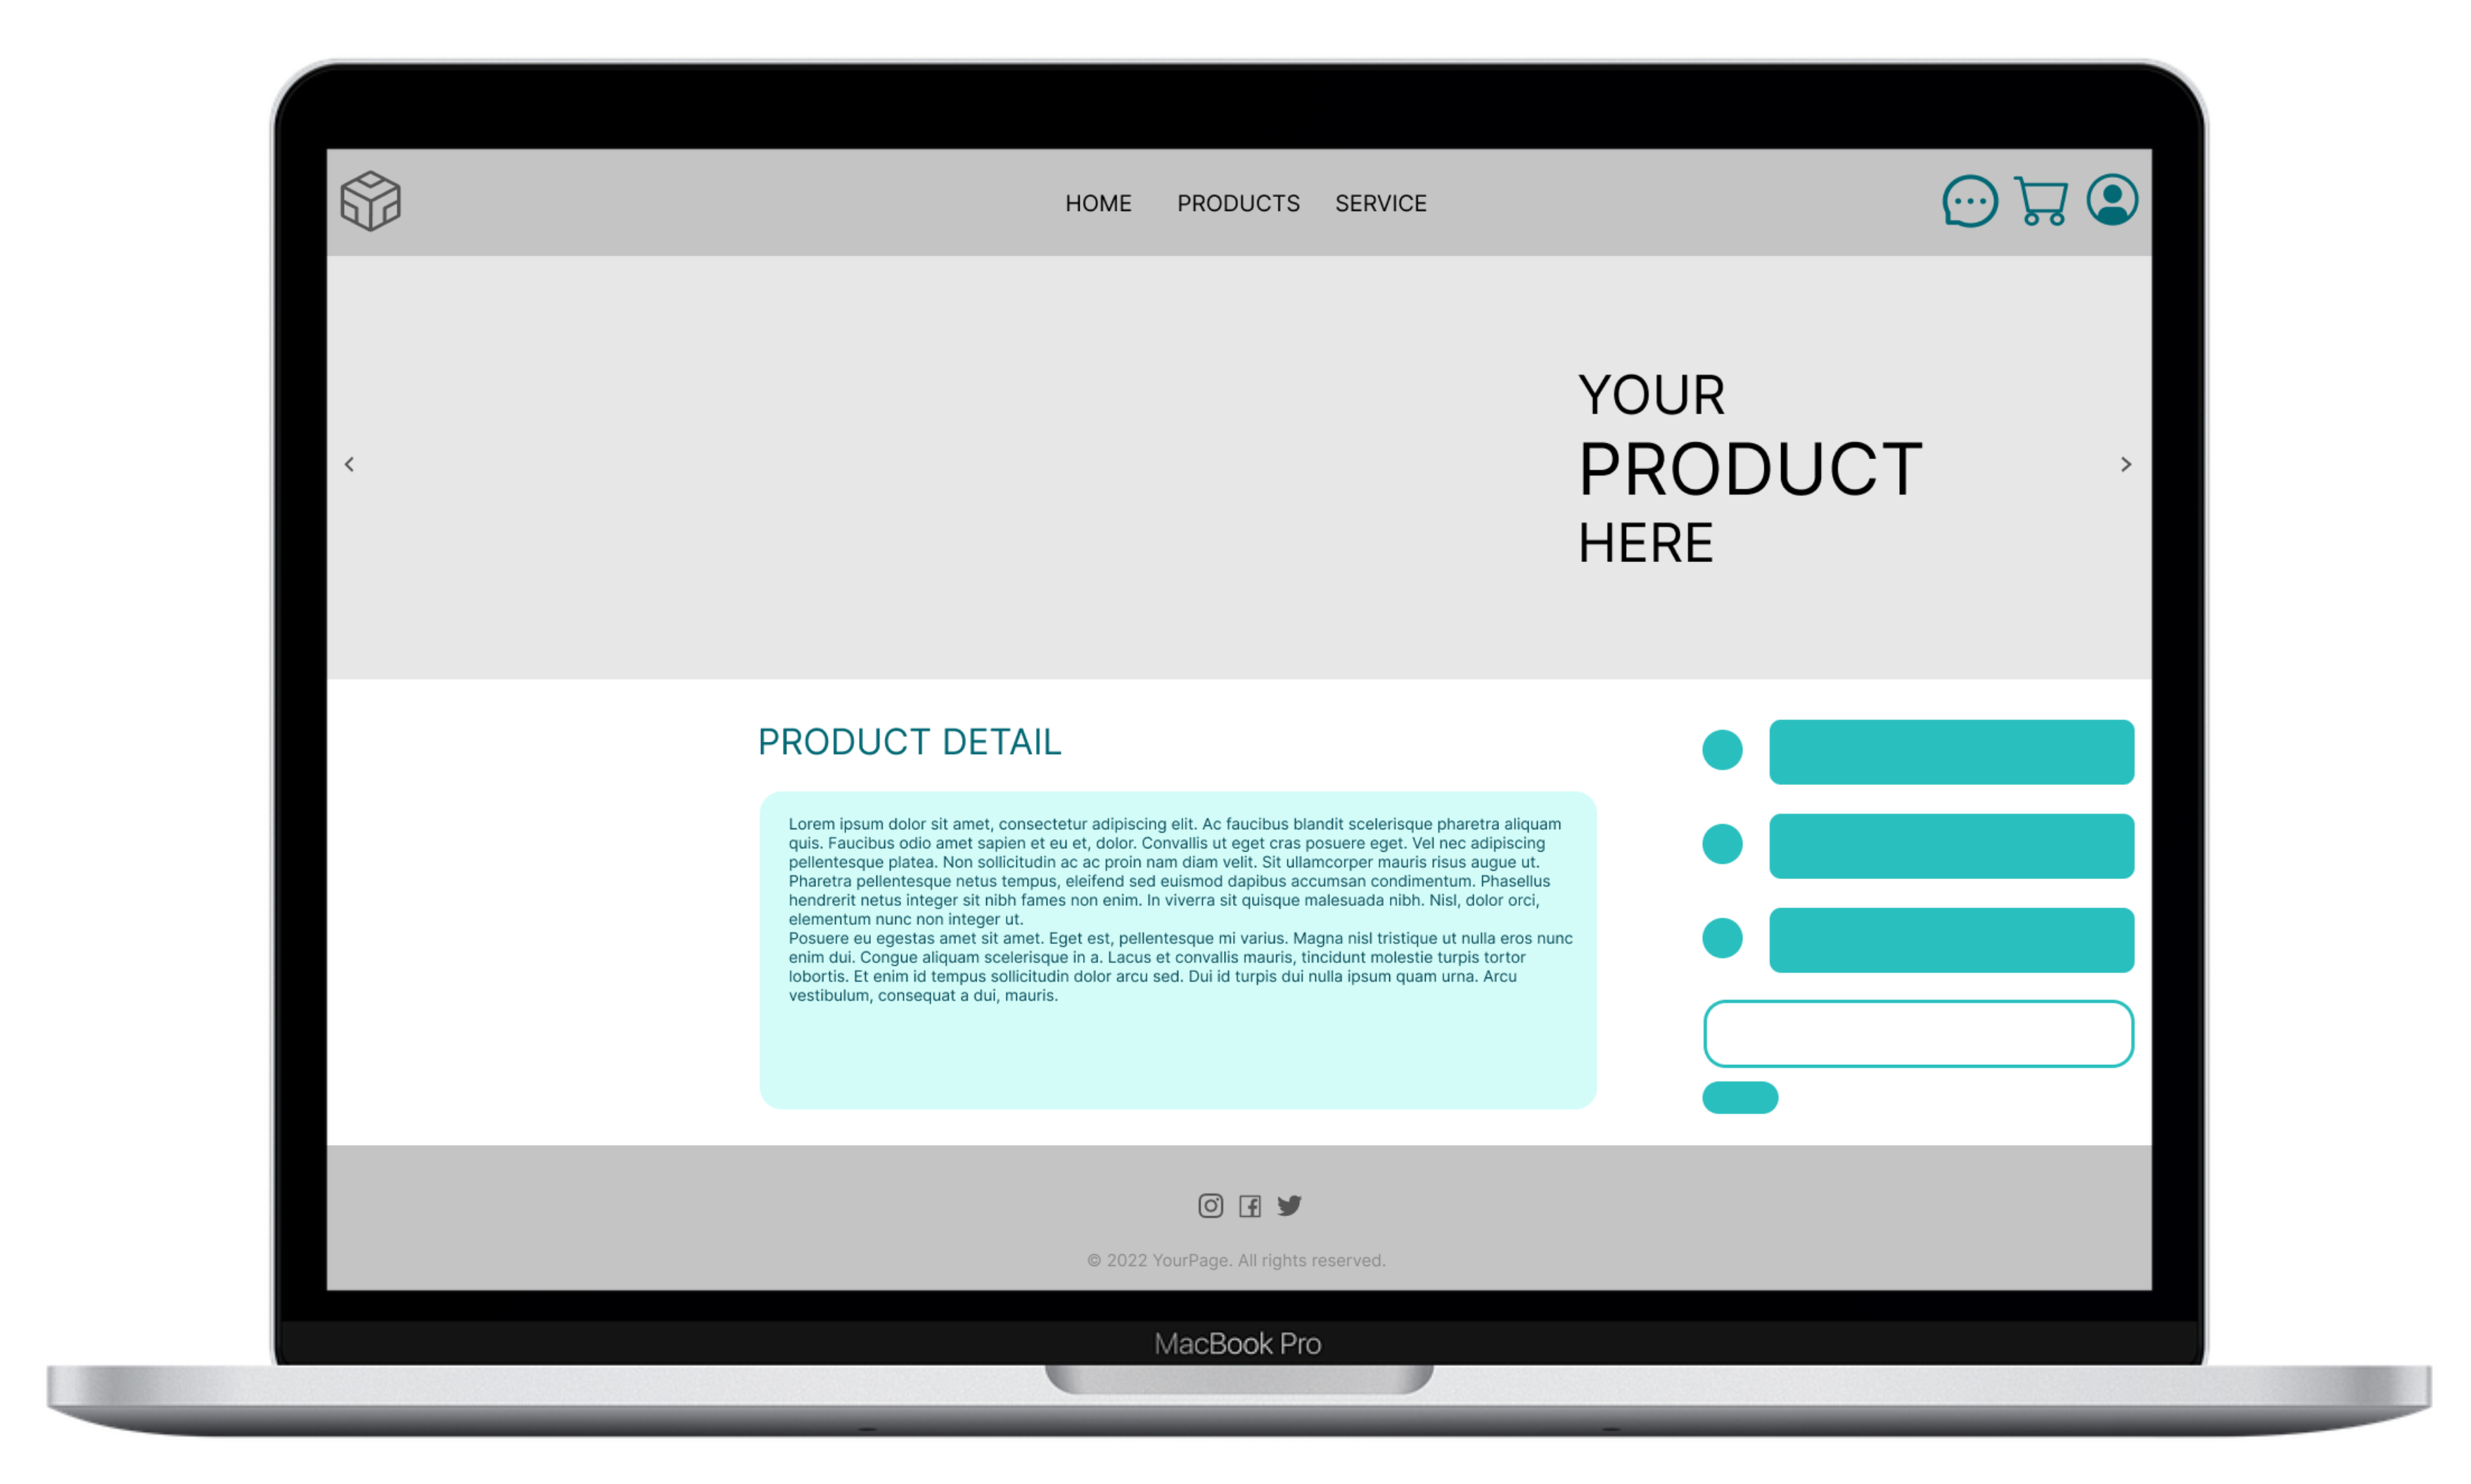 HOME PRODUCTS SERVICE
YOUR
PRODUCT
HERE
PRODUCT DETAIL
Lorem ipsum dolor sit amet, consectetur adipiscing elit. Ac faucibus blandit scelerisque pharetra aliquam
quis. Faucibus odio amet sapien et eu et, dolor. Convallis ut eget cras posuere eget. Vel nec adipiscing
pellentesque platea. Non sollicitudin ac ac proin nam diam velit. Sit ullamcorper mauris risus augue ut.
Pharetra pellentesque netus tempus, eleifend sed euismod dapibus accumsan condimentum. Phasellus
hendrerit netus integer sit nibh fames non enim. In viverra sit quisque malesuada nibh. Nisl, dolor orci,
elementum nunc non integer ut.
Posuere eu egestas amet sit amet. Eget est, pellentesque mi varius. Magna nisl tristique ut nulla eros nunc
enim dui. Congue aliquam scelerisque in a. Lacus et convallis mauris, tincidunt molestie turpis tortor
lobortis. Et enim id tempus sollicitudin dolor arcu sed. Dui id turpis dui nulla ipsum quam urna. Arcu
vestibulum, consequat a dui, mauris.
© 2022 YourPage. All rights reserved.
MacBook Pro